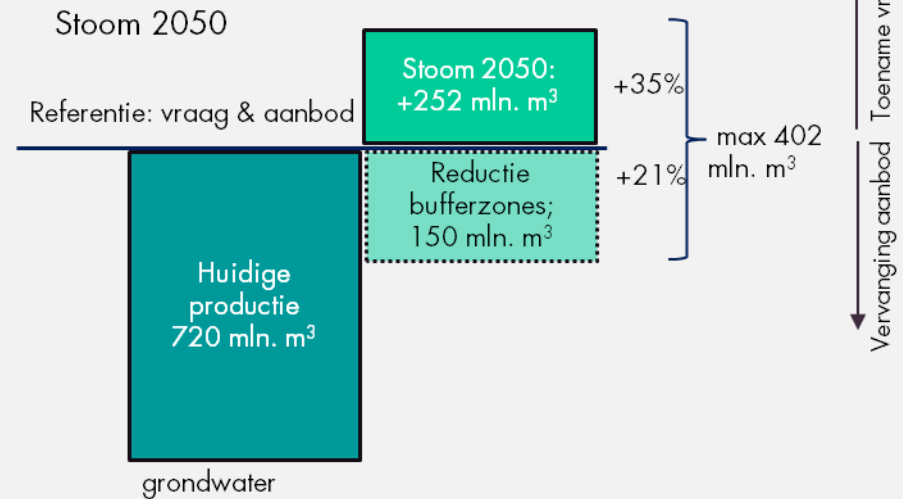 Stoom 2050
Stoom 2050:
+252 mln. m³
+35%
Referentie: vraag & aanbod
max 402
mln. m³
+21%
Reductie
bufferzones;
150 mln. m³
Huidige
productie
720 mln. m³
grondwater
Toename
Vervanging aanbod